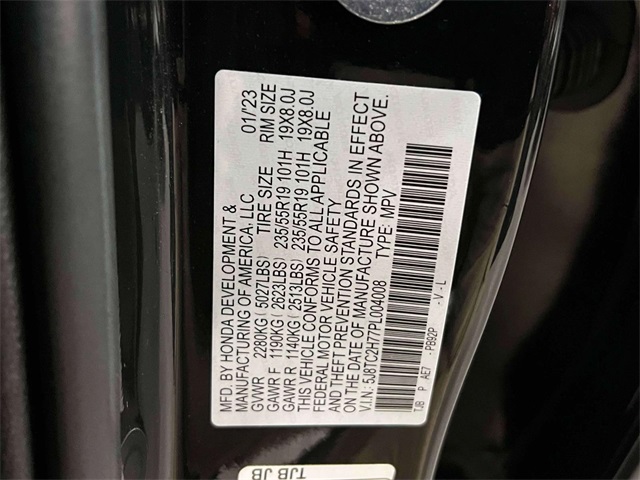 MFD. BY HONDA DEVELOPMENT &
MANUFACTURING OF AMERICA, LLC 01/'23
GVWR 2280KG ( 5027LBS) TIRE SIZE RIM SIZE
GAWR F 1190KG ( 2623LBS) 235/55R19 101H 19X8.0J
GAWR R 1140KG ( 2513LBS) 235/55R19 101H 19X8.0J
THIS VEHICLE CONFORMS TO ALL APPLICABLE
FEDERAL MOTOR VEHICLE SAFETY
AND THEFT PREVENTION STANDARDS IN EFFECT
ON THE DATE OF MANUFACTURE SHOWN ABOVE.
V.I.N.: 5J8TC2H77PL004008 TYPE: MPV
TJB P AE7 -PB92P -V-L
TJB JB